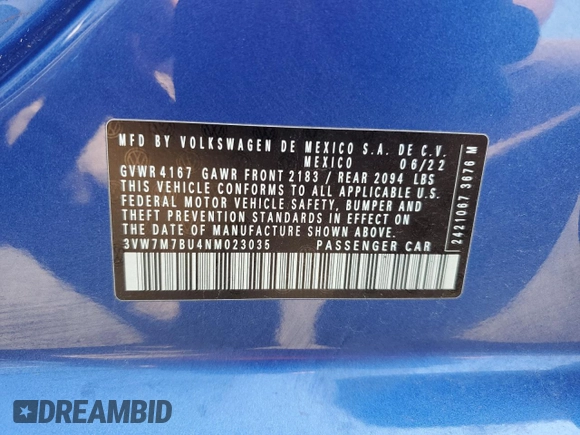 MFD BY VOLKSWAGEN DE MEXICO S.A. DE C.V.
MEXICO 06/22
GVWR 4167 GAWR FRONT 2183 / REAR 2094 LBS
THIS VEHICLE CONFORMS TO ALL APPLICABLE U.S.
FEDERAL MOTOR VEHICLE SAFETY, BUMPER AND
THEFT PREVENTION STANDARDS IN EFFECT ON
THE DATE OF MANUFACTURE SHOWN ABOVE.
3VW7M7BU4NM023035 PASSENGER CAR
2421067 3676 M
DREAMBID